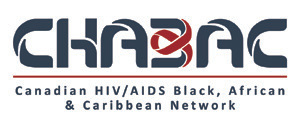 CHABAC
Canadian HIV/AIDS Black, African
& Caribbean Network